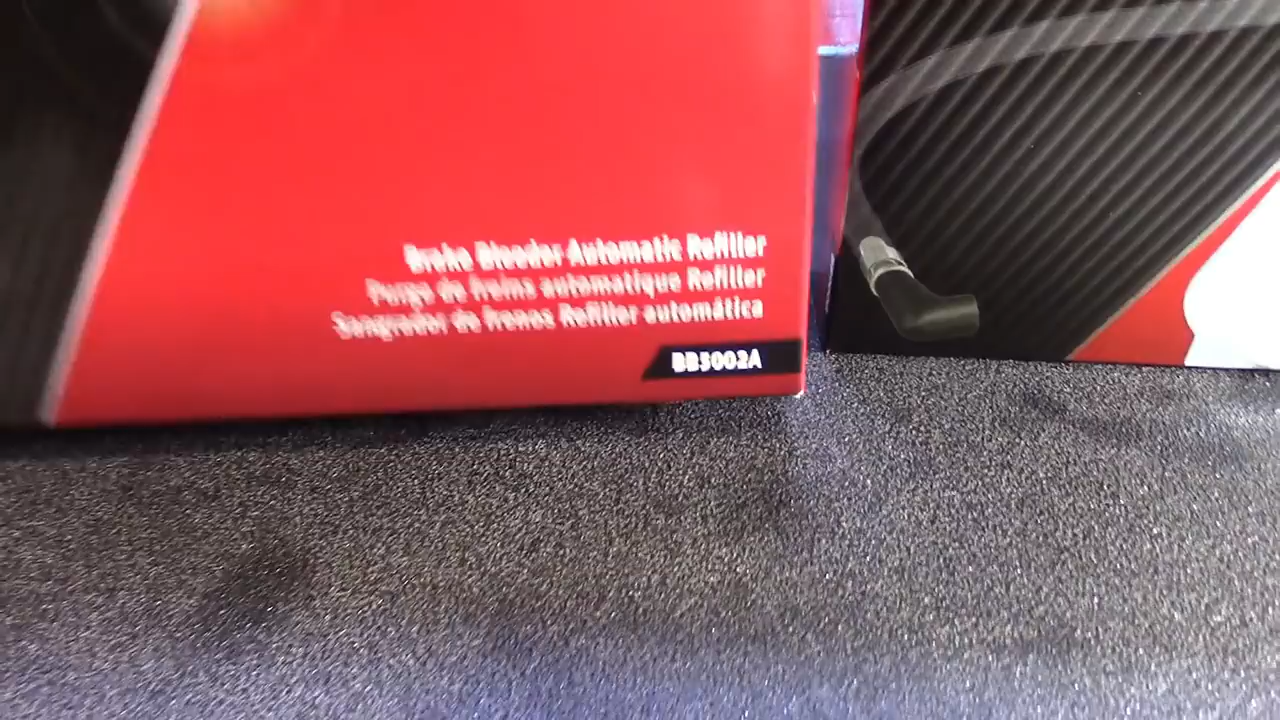 Brake Bleeder Automatic Refiller
Purge de freins automatique Refiller
Sangrador de frenos Refiller automática
BB5002A